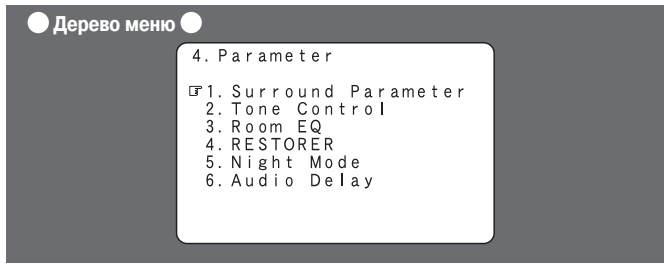 Дерево меню
4. Parameter
☞1. Surround Parameter
2. Tone Control
3. Room EQ
4. RESTORER
5. Night Mode
6. Audio Delay